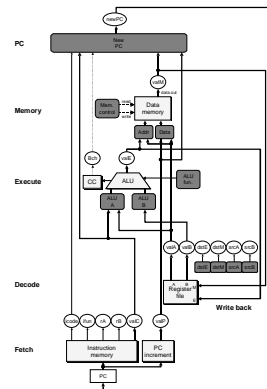 newPC
PC
New
PC
valM
data out
Memory
Mem.
control
read
write
Data
memory
Addr
Data
Bch
valE
Execute
CC
ALU
ALU
fun.
ALU
A
ALU
B
valA
valB
dstE
dstM
srcA
srcB
dstE
dstM
srcA
srcB
Decode
A
B
M
Register
file
E
Write back
icode
ifun
rA
rB
valC
valP
Fetch
Instruction
memory
PC
increment
PC